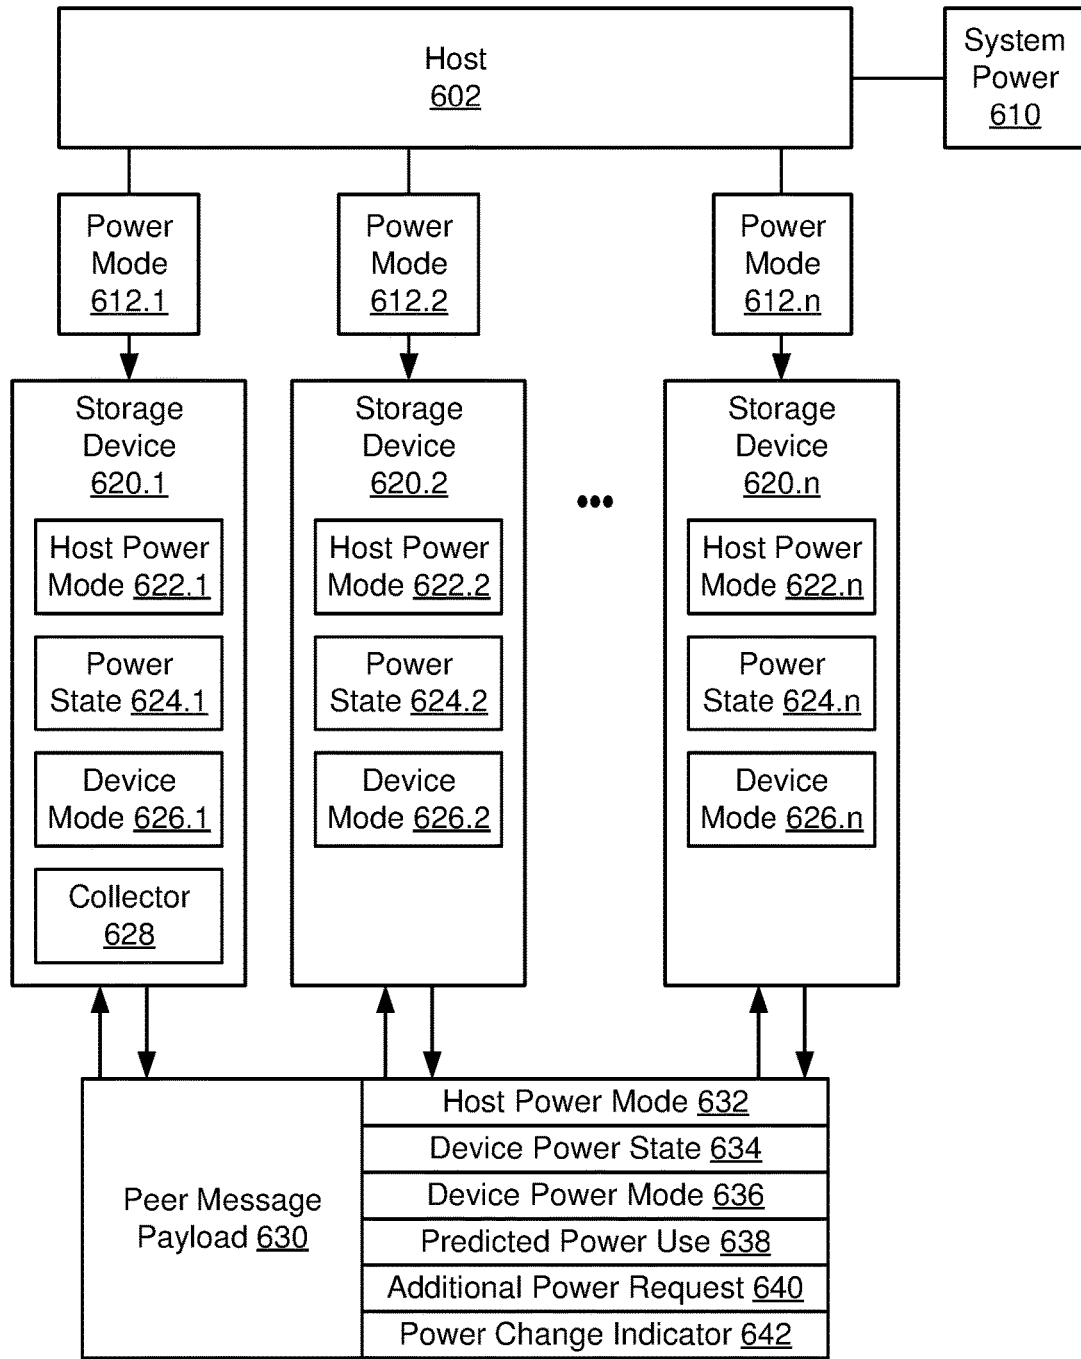 Host
602
System
Power
610
Power
Mode
612.1
Power
Mode
612.2
Power
Mode
612.n
Storage
Device
620.1
Host Power
Mode 622.1
Power
State 624.1
Device
Mode 626.1
Collector
628
Storage
Device
620.2
Host Power
Mode 622.2
Power
State 624.2
Device
Mode 626.2
Storage
Device
620.n
Host Power
Mode 622.n
Power
State 624.n
Device
Mode 626.n
Peer Message
Payload 630
Host Power Mode 632
Device Power State 634
Device Power Mode 636
Predicted Power Use 638
Additional Power Request 640
Power Change Indicator 642